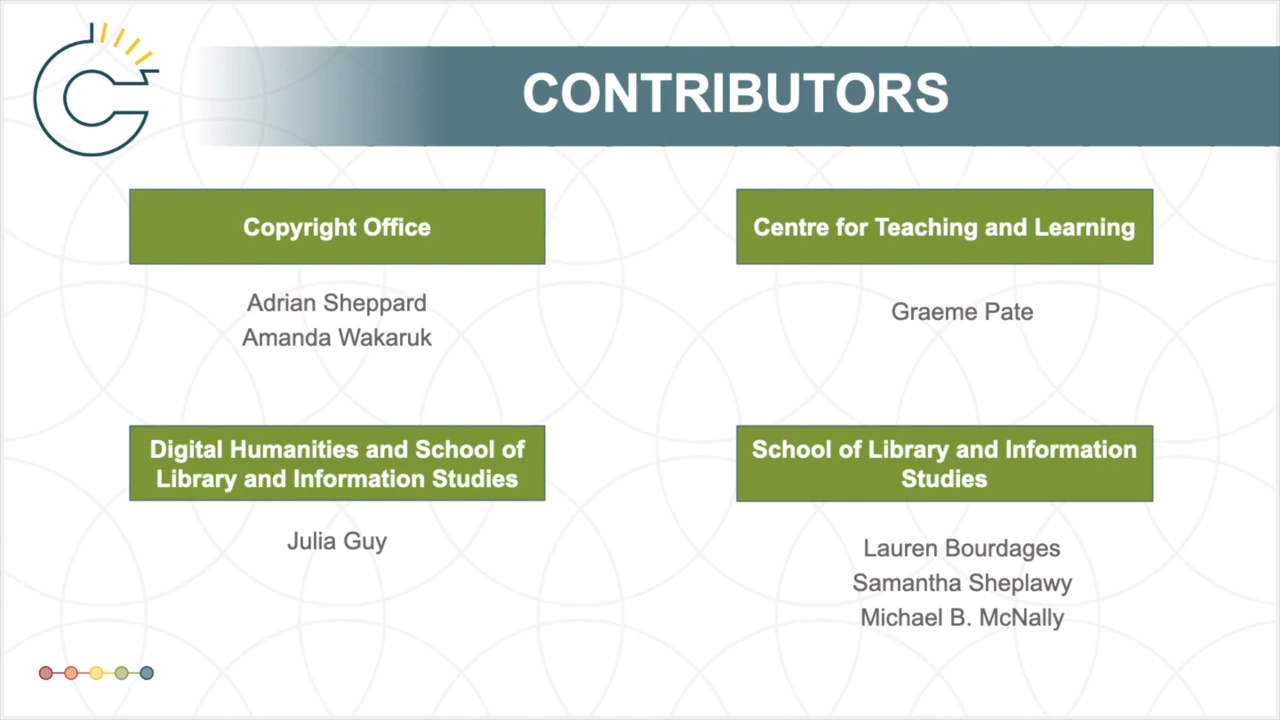 CONTRIBUTORS
Copyright Office
Adrian Sheppard
Amanda Wakaruk
Centre for Teaching and Learning
Graeme Pate
Digital Humanities and School of
Library and Information Studies
Julia Guy
School of Library and Information
Studies
Lauren Bourdages
Samantha Sheplawy
Michael B. McNally